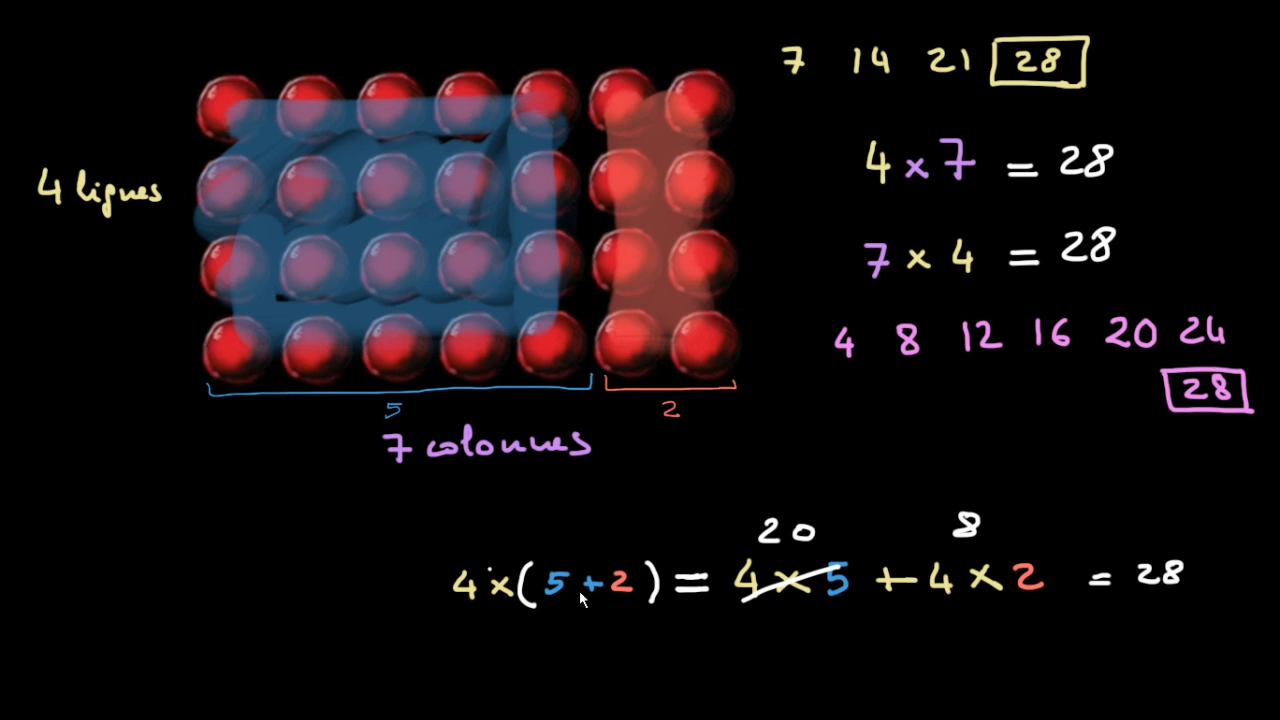 7 14 21 28
4 × 7 = 28
4 lignes
7 × 4 = 28
4 8 12 16 20 24
28
5 2
7 colonnes
20 8
4 × ( 5 + 2 ) = 4 × 5 + 4 × 2 = 28